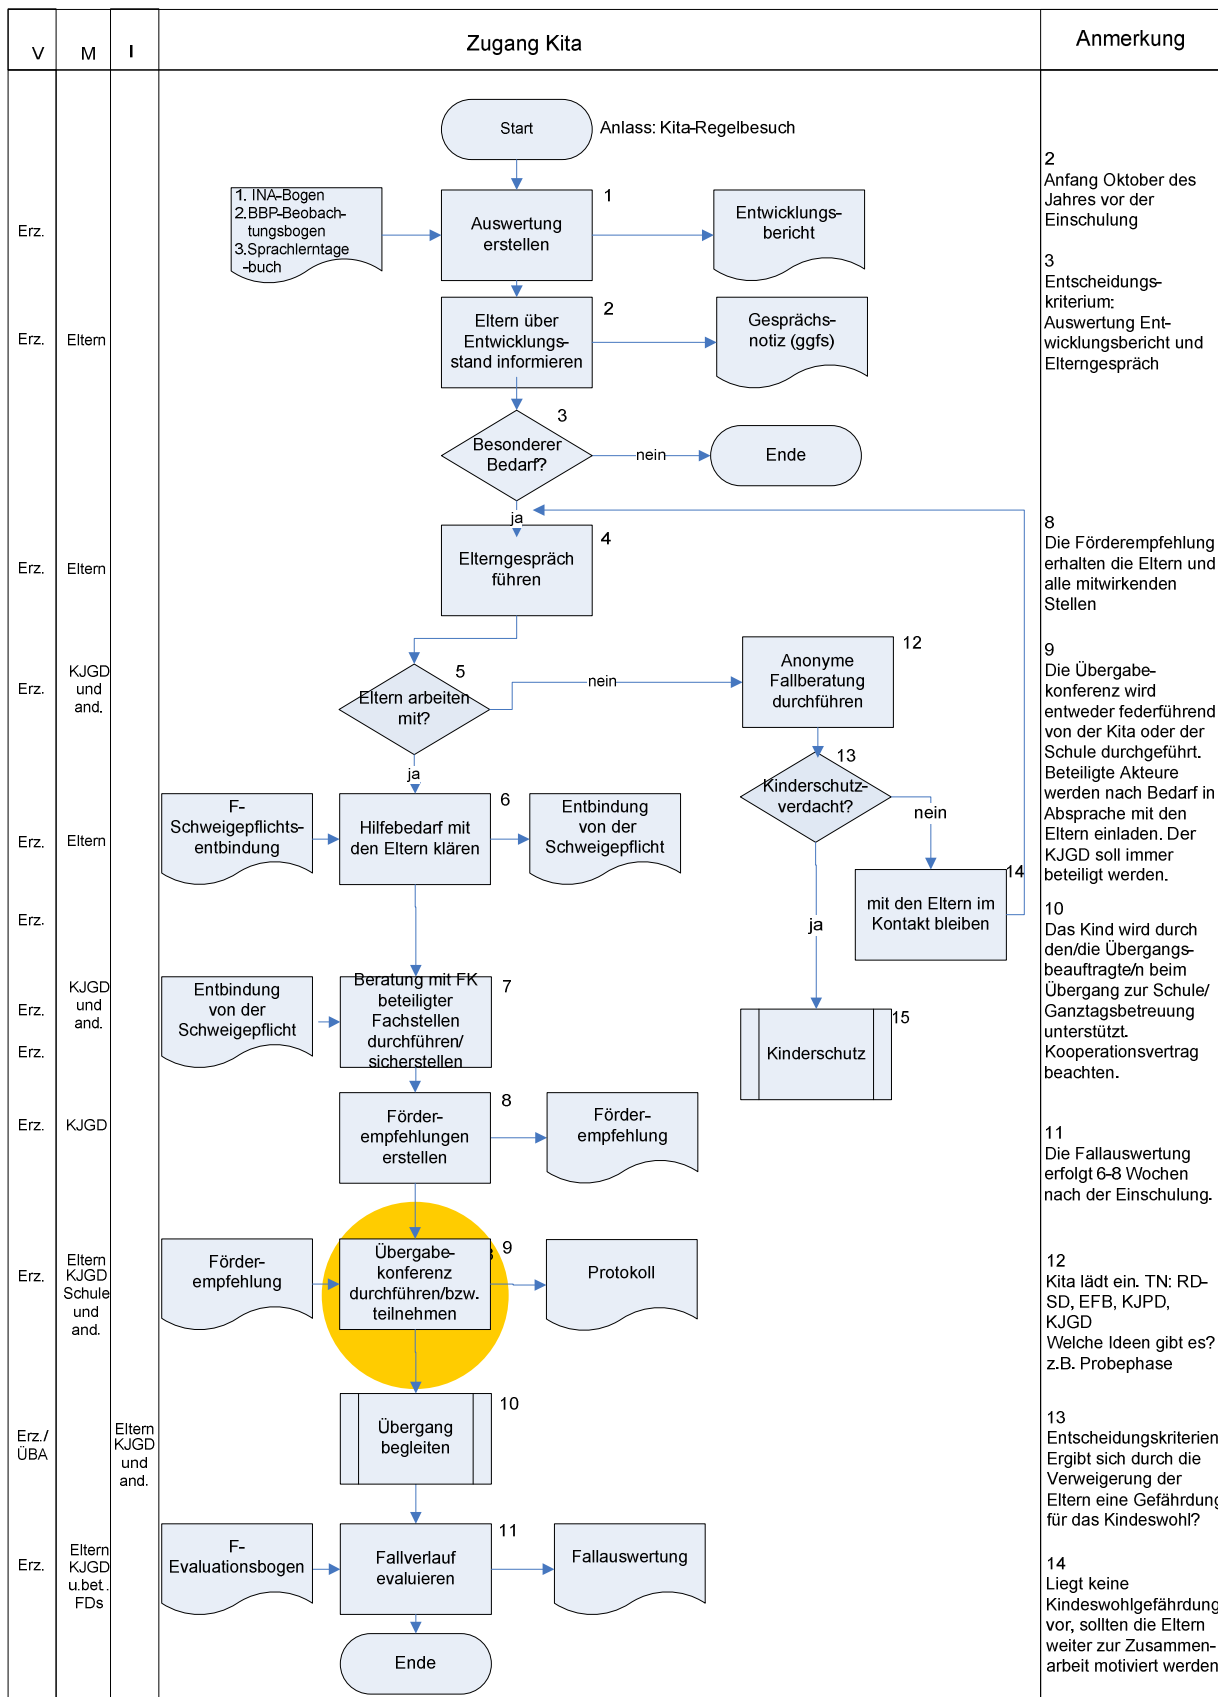 V
M
I
Zugang Kita
Anmerkung
Start
Anlass: Kita-Regelbesuch
1. INA-Bogen
2.BBP-Beobach-
tungsbogen
3.Sprachlerntage
-buch
1
Auswertung
erstellen
Entwicklungs-
bericht
Erz.
2
Anfang Oktober des
Jahres vor der
Einschulung
Erz.
Eltern
2
Eltern über
Entwicklungs-
stand informieren
Gesprächs-
notiz (ggfs)
3
Entscheidungs-
kriterium:
Auswertung Ent-
wicklungsbericht und
Elterngespräch
3
Besonderer
Bedarf?
nein
Ende
ja
Erz.
Eltern
4
Elterngespräch
führen
8
Die Förderempfehlung
erhalten die Eltern und
alle mitwirkenden
Stellen
Erz.
KJGD
und
and.
5
Eltern arbeiten
mit?
nein
ja
12
Anonyme
Fallberatung
durchführen
9
Die Übergabe-
konferenz wird
entweder federführend
von der Kita oder der
Schule durchgeführt.
Beteiligte Akteure
werden nach Bedarf in
Absprache mit den
Eltern einladen. Der
KJGD soll immer
beteiligt werden.
13
Kinderschutz-
verdacht?
nein
ja
Erz.
Eltern
F-
Schweigepflichts-
entbindung
6
Hilfebedarf mit
den Eltern klären
Entbindung
von der
Schweigepflicht
Erz.
14
mit den Eltern im
Kontakt bleiben
10
Das Kind wird durch
den/die Übergangs-
beauftragte/n beim
Übergang zur Schule/
Ganztagsbetreuung
unterstützt.
Kooperationsvertrag
beachten.
Erz.
KJGD
und
and.
Erz.
Entbindung
von der
Schweigepflicht
7
Beratung mit FK
beteiligter
Fachstellen
durchführen/
sicherstellen
15
Kinderschutz
Erz.
KJGD
8
Förder-
empfehlungen
erstellen
Förder-
empfehlung
11
Die Fallauswertung
erfolgt 6-8 Wochen
nach der Einschulung.
Erz.
Eltern
KJGD
Schule
und
and.
Förder-
empfehlung
9
Übergabe-
konferenz
durchführen/bzw.
teilnehmen
Protokoll
12
Kita lädt ein. TN: RD-
SD, EFB, KJPD,
KJGD
Welche Ideen gibt es?
z.B. Probephase
Erz./
ÜBA
Eltern
KJGD
und
and.
10
Übergang
begleiten
13
Entscheidungskriterien
Ergibt sich durch die
Verweigerung der
Eltern eine Gefährdung
für das Kindeswohl?
Erz.
Eltern
KJGD
u.bet.
FDs
F-
Evaluationsbogen
11
Fallverlauf
evaluieren
Fallauswertung
14
Liegt keine
Kindeswohlgefährdung
vor, sollten die Eltern
weiter zur Zusammen-
arbeit motiviert werden
Ende